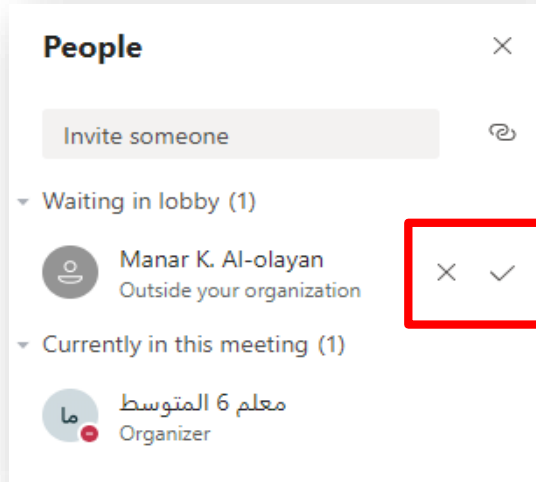 People
Invite someone
Waiting in lobby (1)
Manar K. Al-olayan
Outside your organization
Currently in this meeting (1)
ما
معلم 6 المتوسط
Organizer